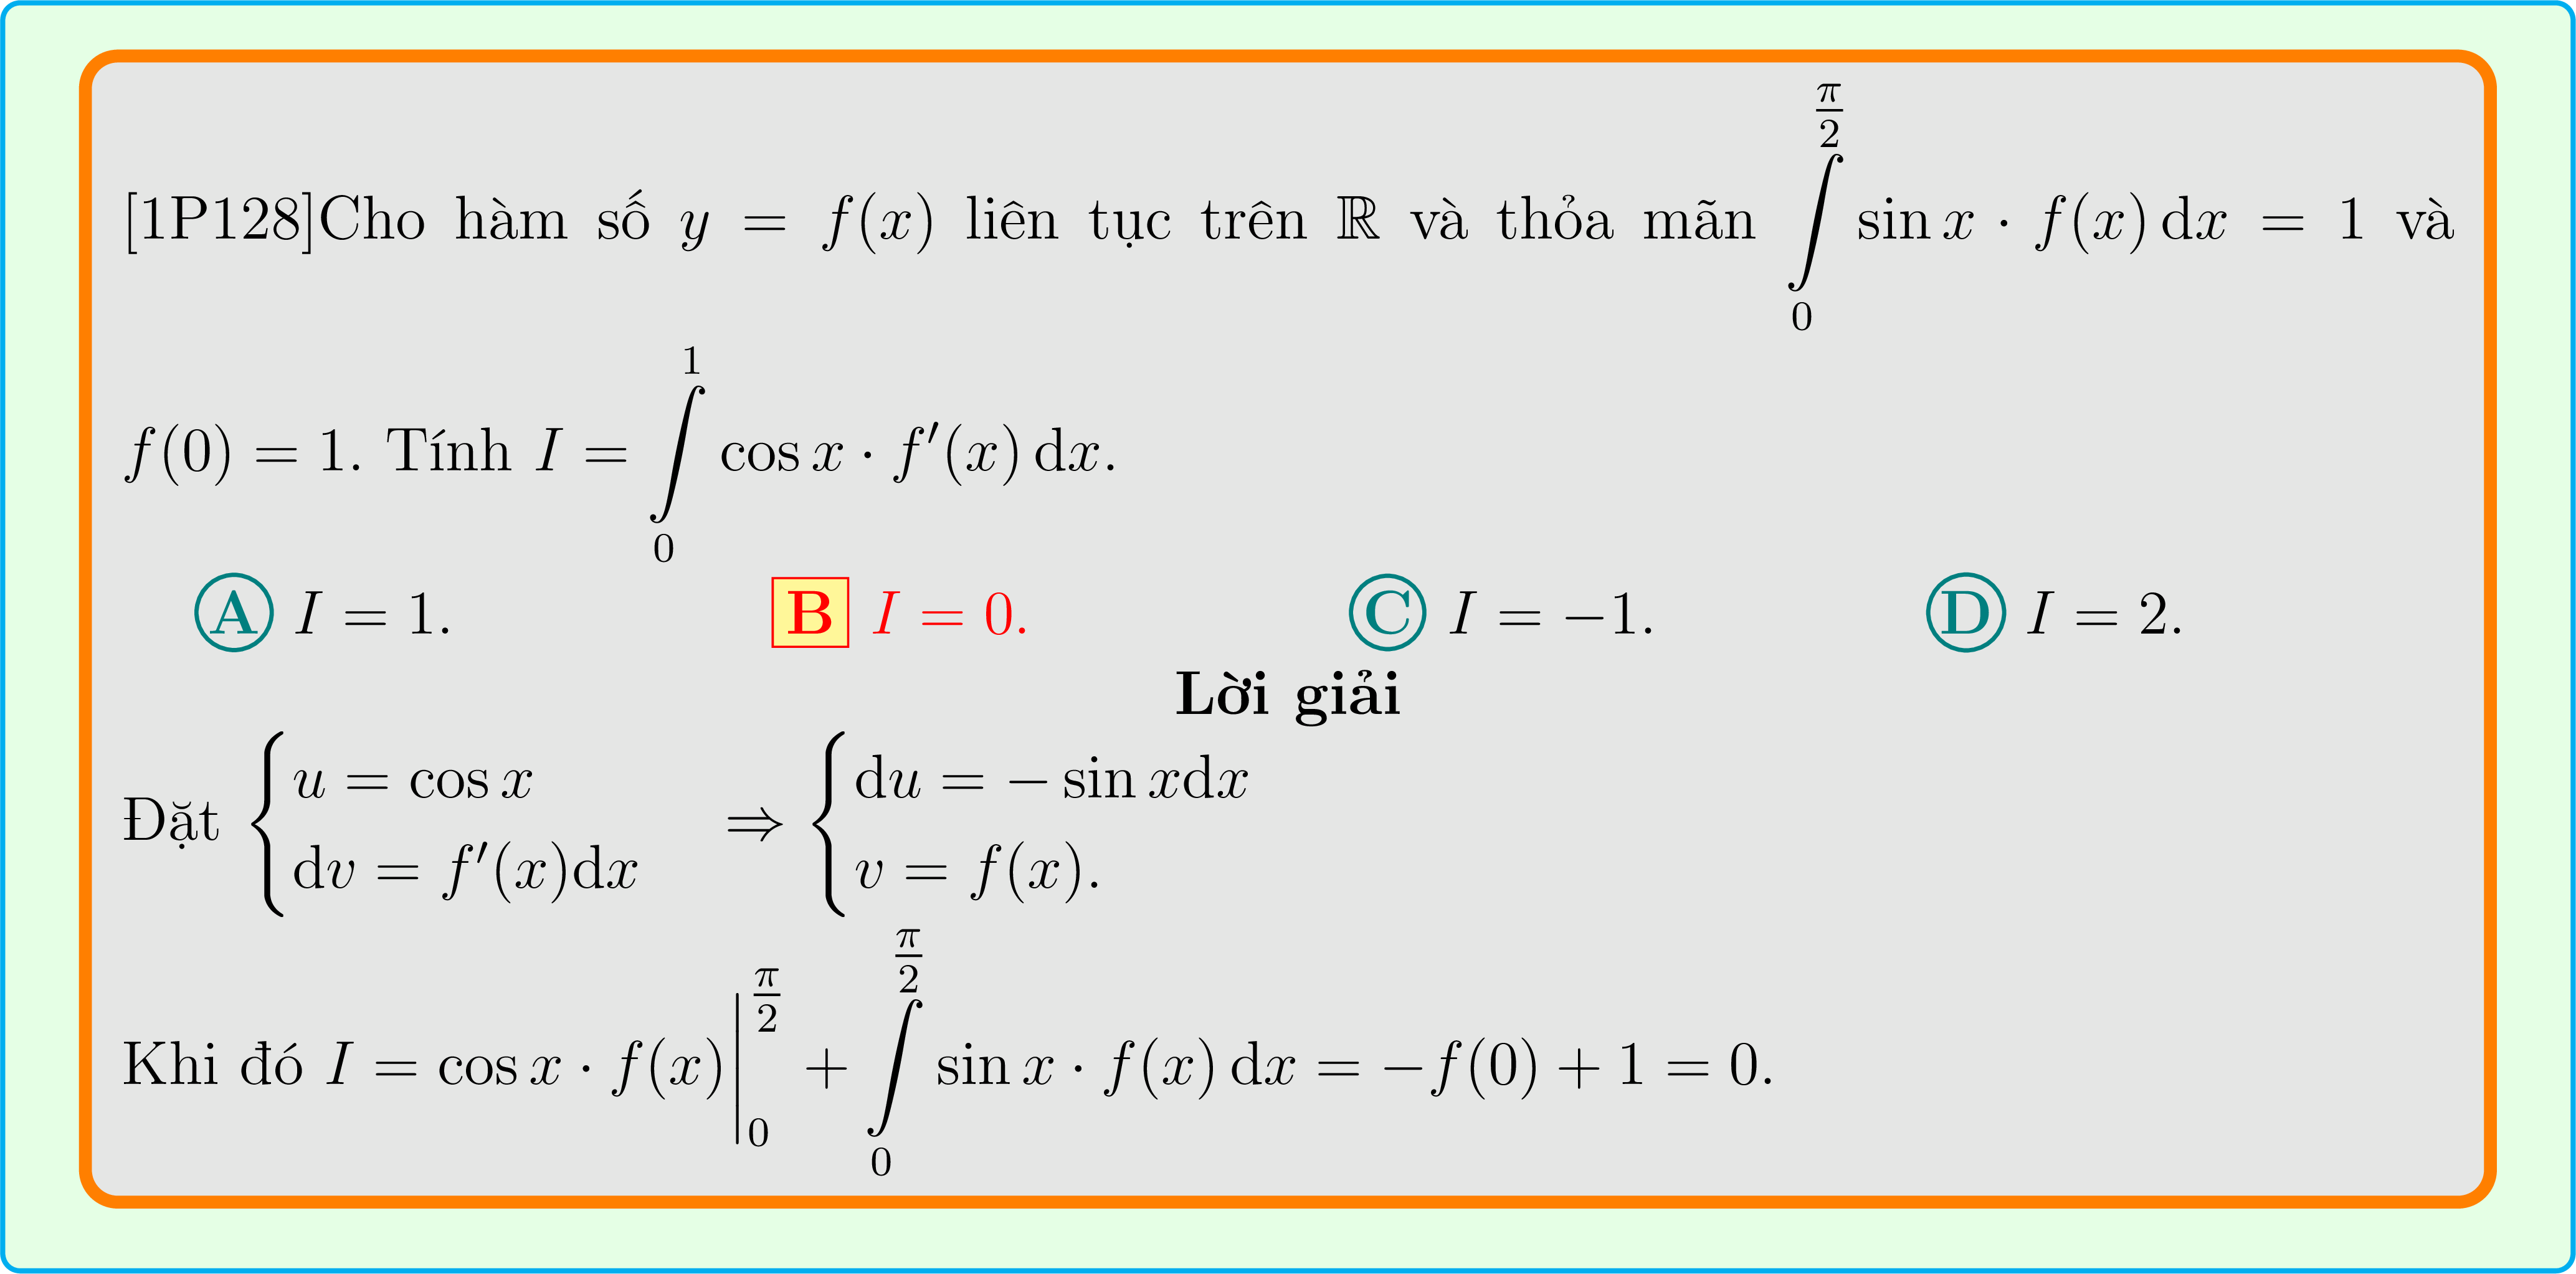 [1P128]Cho hàm số $y = f(x)$ liên tục trên $\mathbb{R}$ và thỏa mãn $\int\limits_0^{\frac{\pi}{2}} \sin x \cdot f(x)\,\mathrm{d}x = 1$ và
$f(0) = 1$. Tính $I = \int\limits_0^1 \cos x \cdot f'(x)\,\mathrm{d}x$.
A $I = 1$. B $I = 0$. C $I = -1$. D $I = 2$.
Lời giải
Đặt $\begin{cases} u = \cos x \\ \mathrm{d}v = f'(x)\mathrm{d}x \end{cases} \Rightarrow \begin{cases} \mathrm{d}u = -\sin x\mathrm{d}x \\ v = f(x). \end{cases}$
Khi đó $I = \cos x \cdot f(x)\Big|_0^{\frac{\pi}{2}} + \int\limits_0^{\frac{\pi}{2}} \sin x \cdot f(x)\,\mathrm{d}x = -f(0) + 1 = 0$.